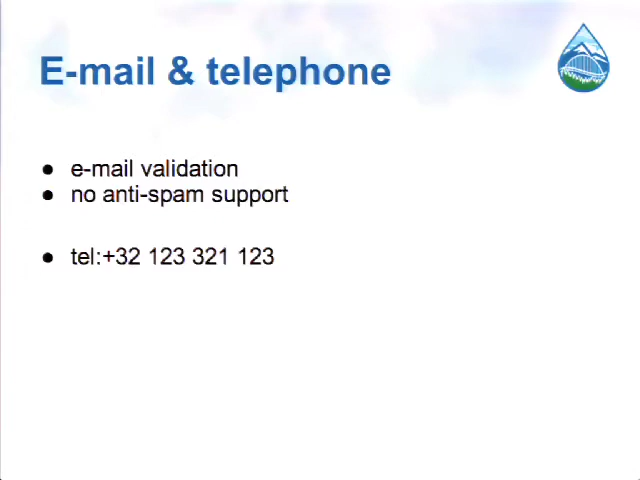 E-mail & telephone
● e-mail validation
● no anti-spam support
● tel:+32 123 321 123